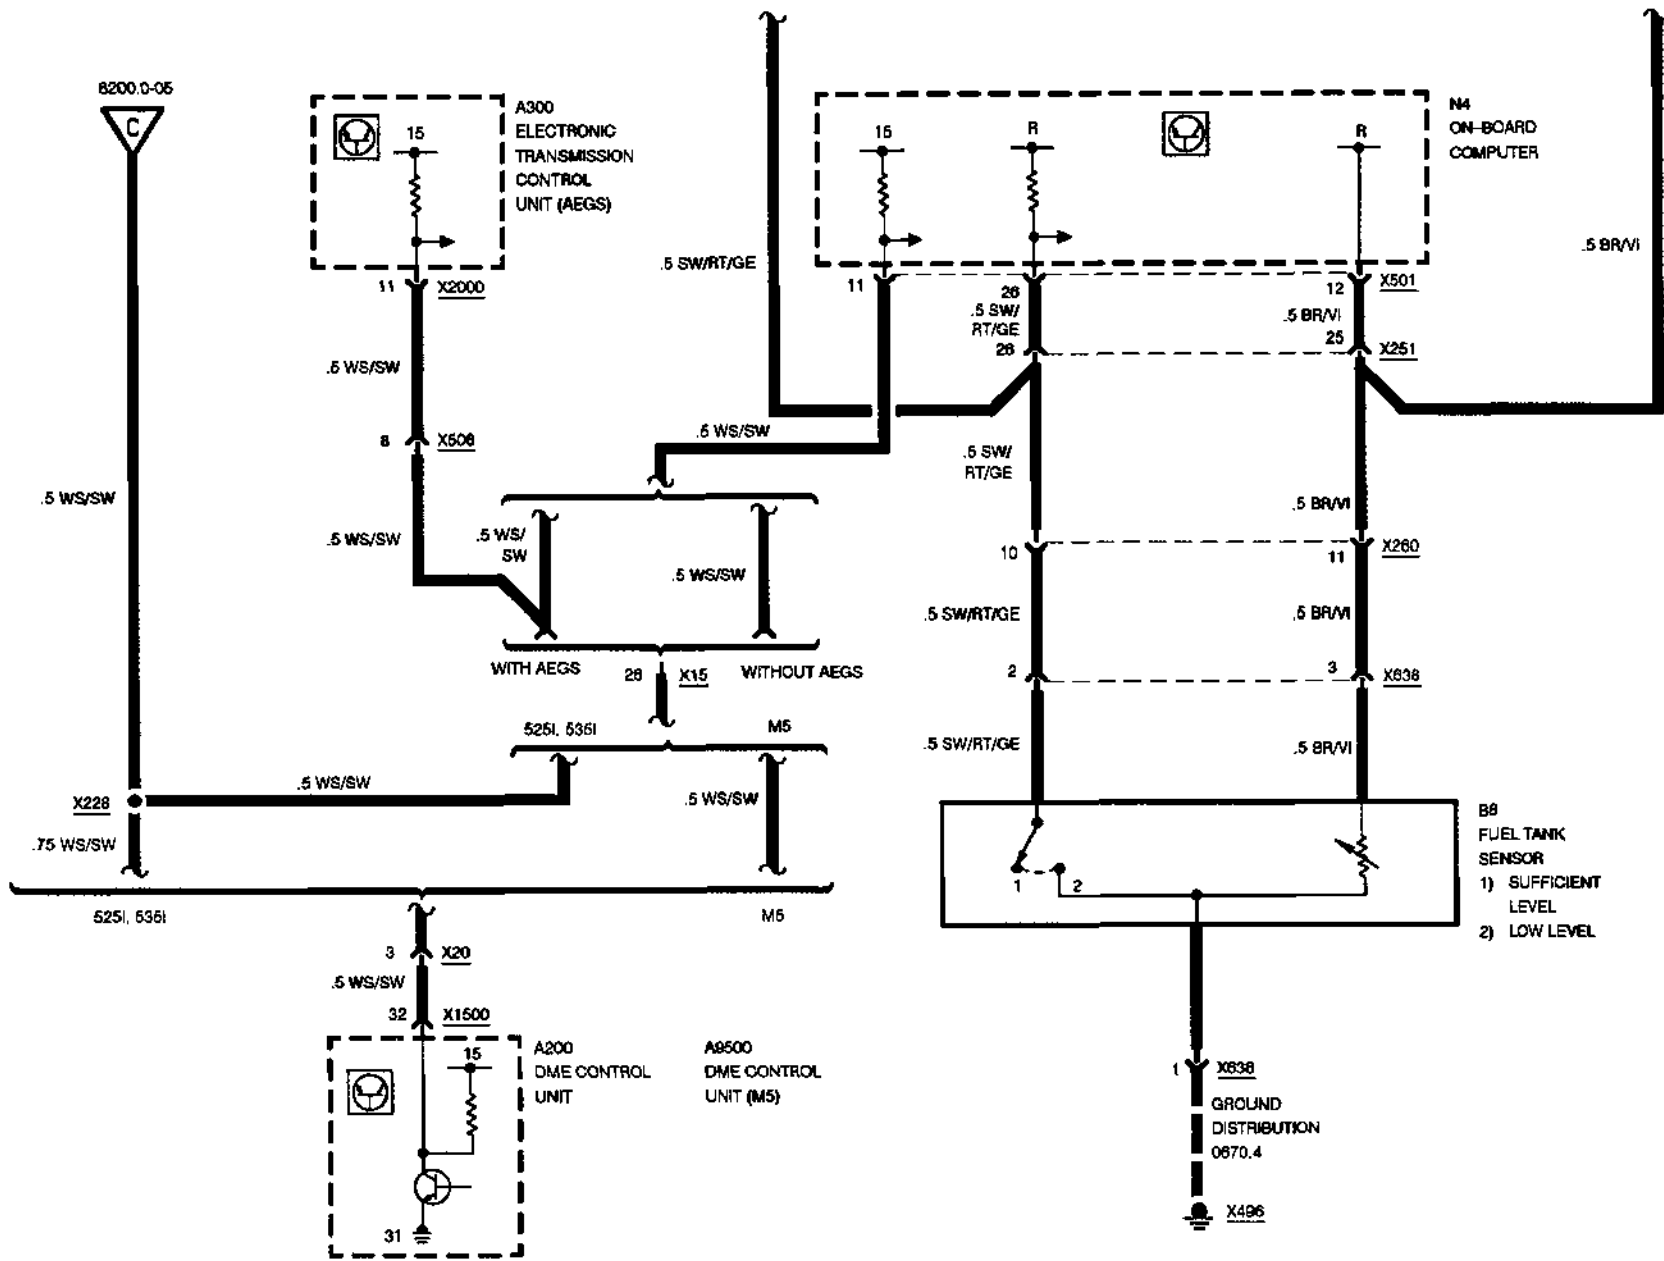 8200.0-05
C
A300
ELECTRONIC
TRANSMISSION
CONTROL
UNIT (AEGS)
15
11
X2000
.5 WS/SW
8
X508
.5 WS/SW
.5 WS/SW
.5 SW/RT/GE
15
R
R
N4
ON-BOARD
COMPUTER
.5 BR/VI
11
26
12
X501
.5 SW/
RT/GE
.5 BR/VI
26
25
X251
.5 WS/SW
.5 SW/
RT/GE
.5 BR/VI
.5 WS/
SW
.5 WS/SW
10
11
X260
.5 SW/RT/GE
.5 BR/VI
WITH AEGS
26
X15
WITHOUT AEGS
2
3
X638
525I, 535I
M5
.5 SW/RT/GE
.5 BR/VI
.5 WS/SW
.5 WS/SW
X228
.75 WS/SW
B8
FUEL TANK
SENSOR
1) SUFFICIENT
LEVEL
2) LOW LEVEL
1
2
525I, 535I
M5
3
X20
.5 WS/SW
32
X1500
A200
DME CONTROL
UNIT
A9500
DME CONTROL
UNIT (M5)
15
31
1
X638
GROUND
DISTRIBUTION
0670.4
X496